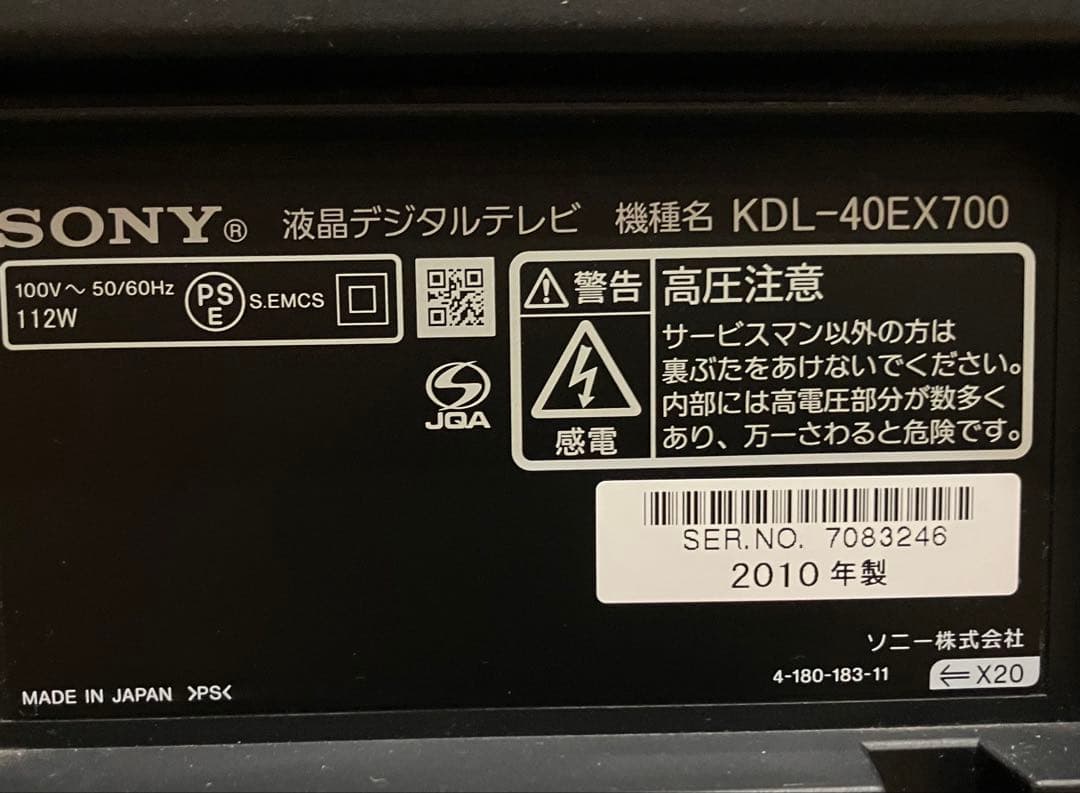 SONY® 液晶デジタルテレビ 機種名 KDL-40EX700
100V～50/60Hz
112W
PS
E
S.EMCS
JQA
警告
感電
高圧注意
サービスマン以外の方は
裏ぶたをあけないでください。
内部には高電圧部分が数多く
あり、万一さわると危険です。
SER.NO. 7083246
2010年製
ソニー株式会社
4-180-183-11
⇐X20
MADE IN JAPAN >PS<